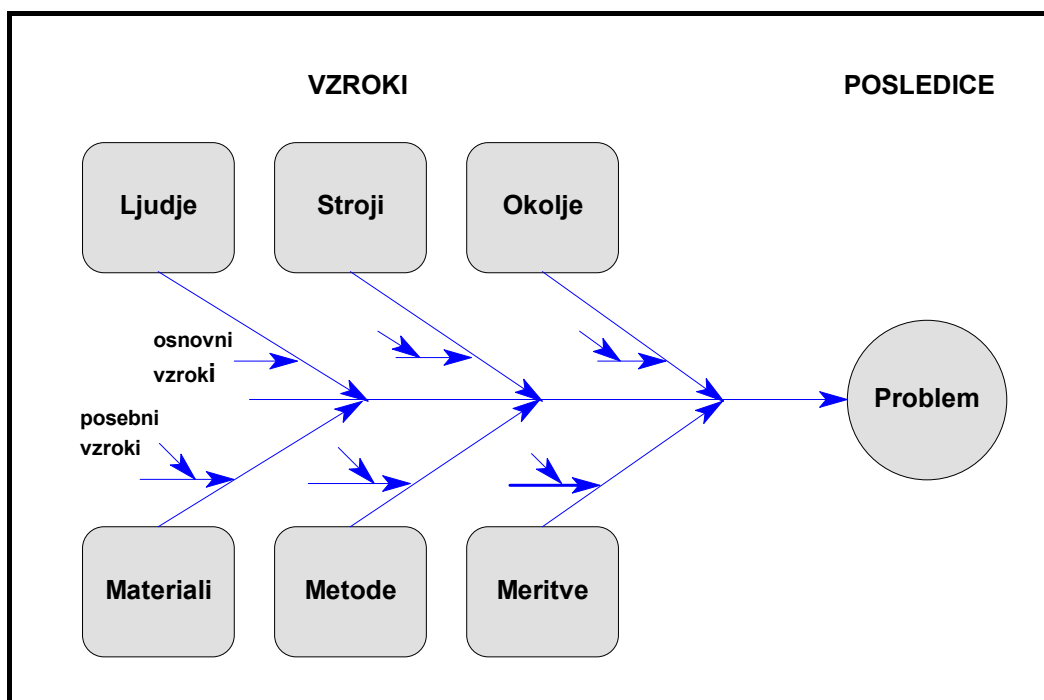 VZROKI
POSLEDICE
Ljudje
Stroji
Okolje
osnovni
vzroki
Problem
posebni
vzroki
Materiali
Metode
Meritve